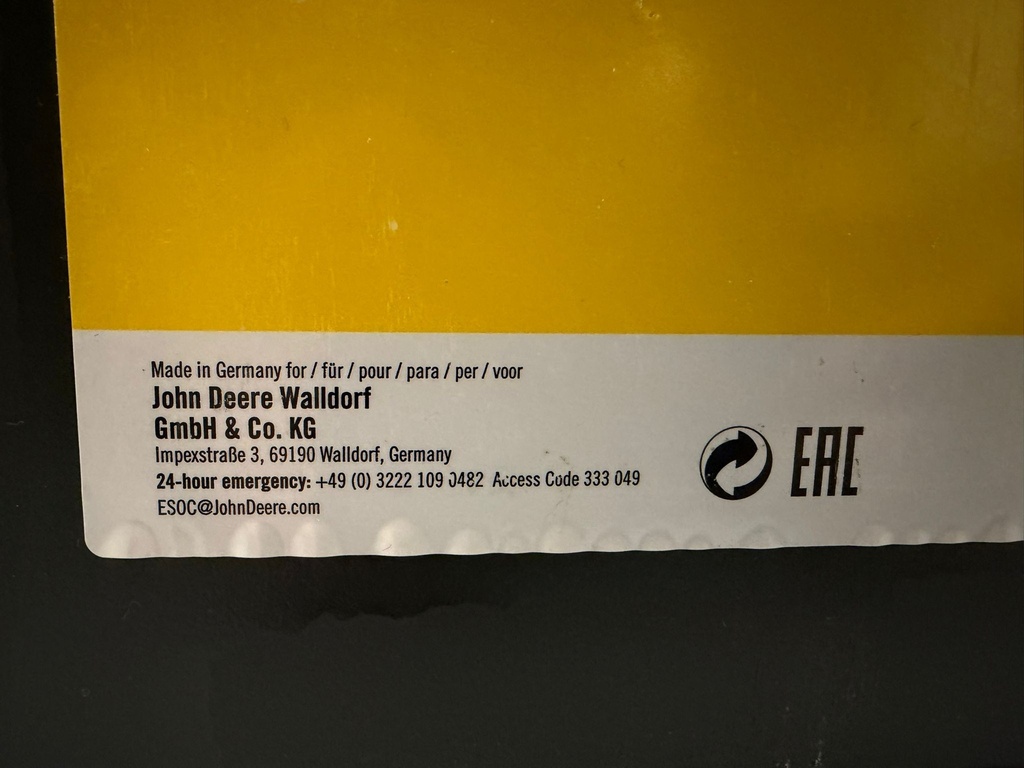 Made in Germany for / für / pour / para / per / voor
John Deere Walldorf
GmbH & Co. KG
Impexstraße 3, 69190 Walldorf, Germany
24-hour emergency: +49 (0) 3222 109 0482 Access Code 333 049
ESOC@JohnDeere.com
EAC